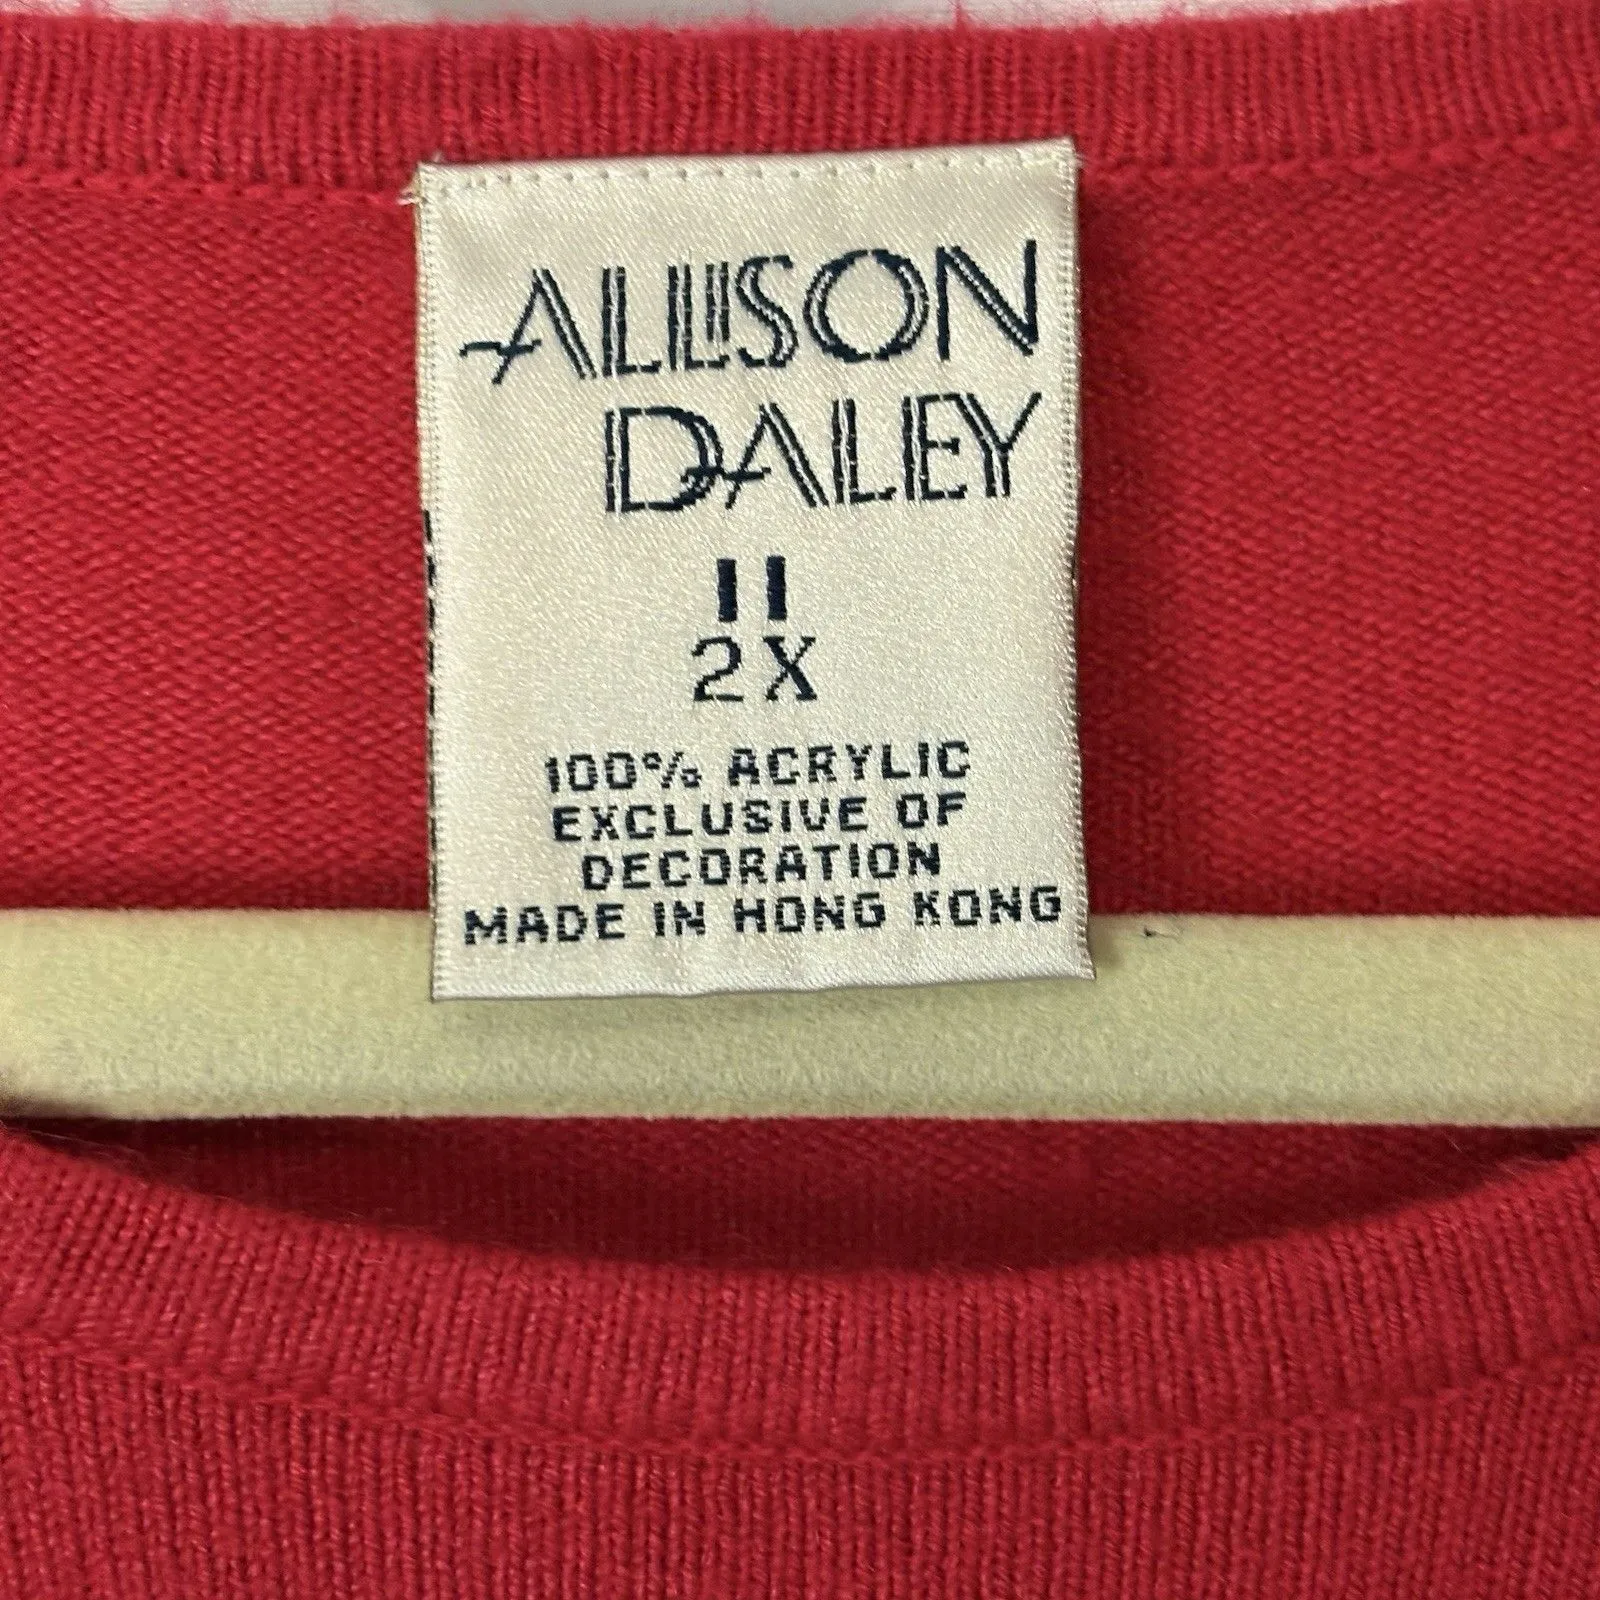 ALLISON
DALEY
II
2X
100% ACRYLIC
EXCLUSIVE OF
DECORATION
MADE IN HONG KONG